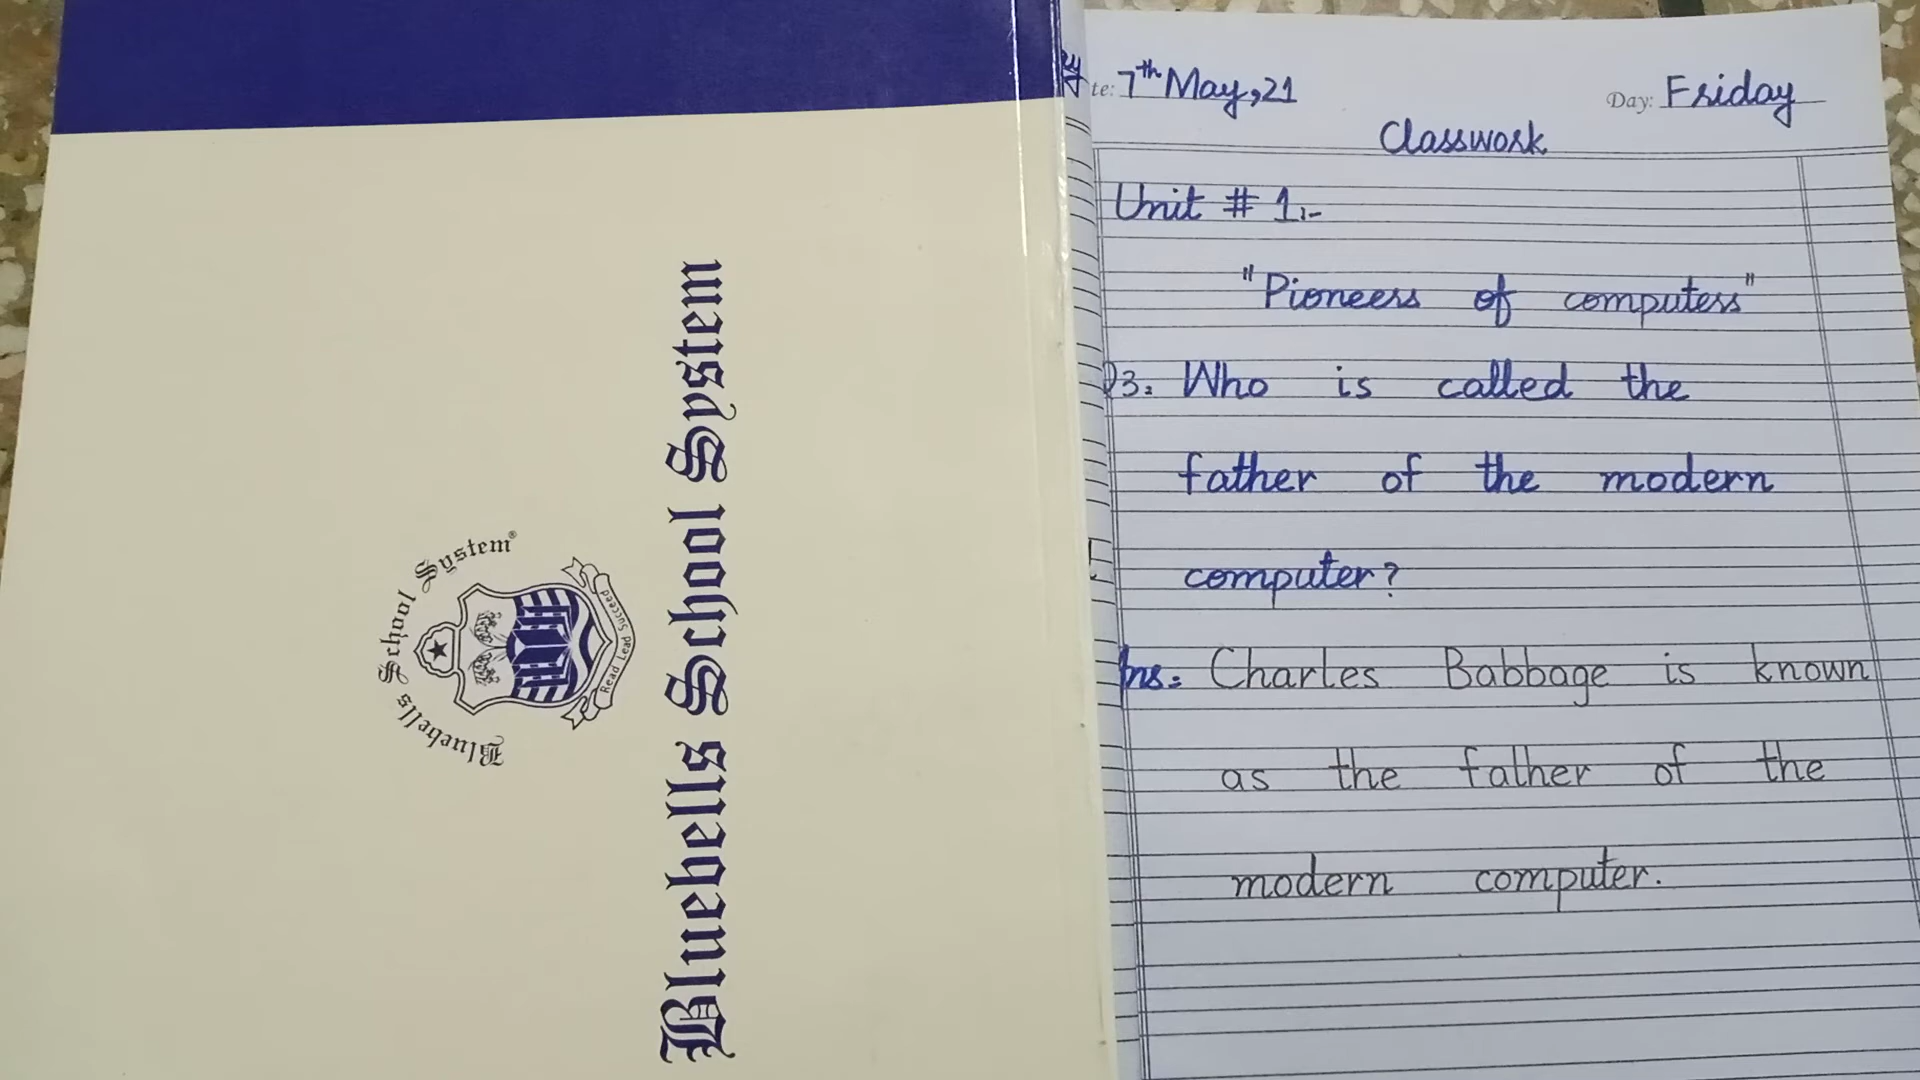 Bluebells School System
Bluebells School System®
Read Lead Succeed
te: 7th May, 21
Day: Friday
Classwork
Unit # 1:-
"Pioneers of computers"
Q3: Who is called the
father of the modern
computer?
Ans: Charles Babbage is known
as the father of the
modern computer.